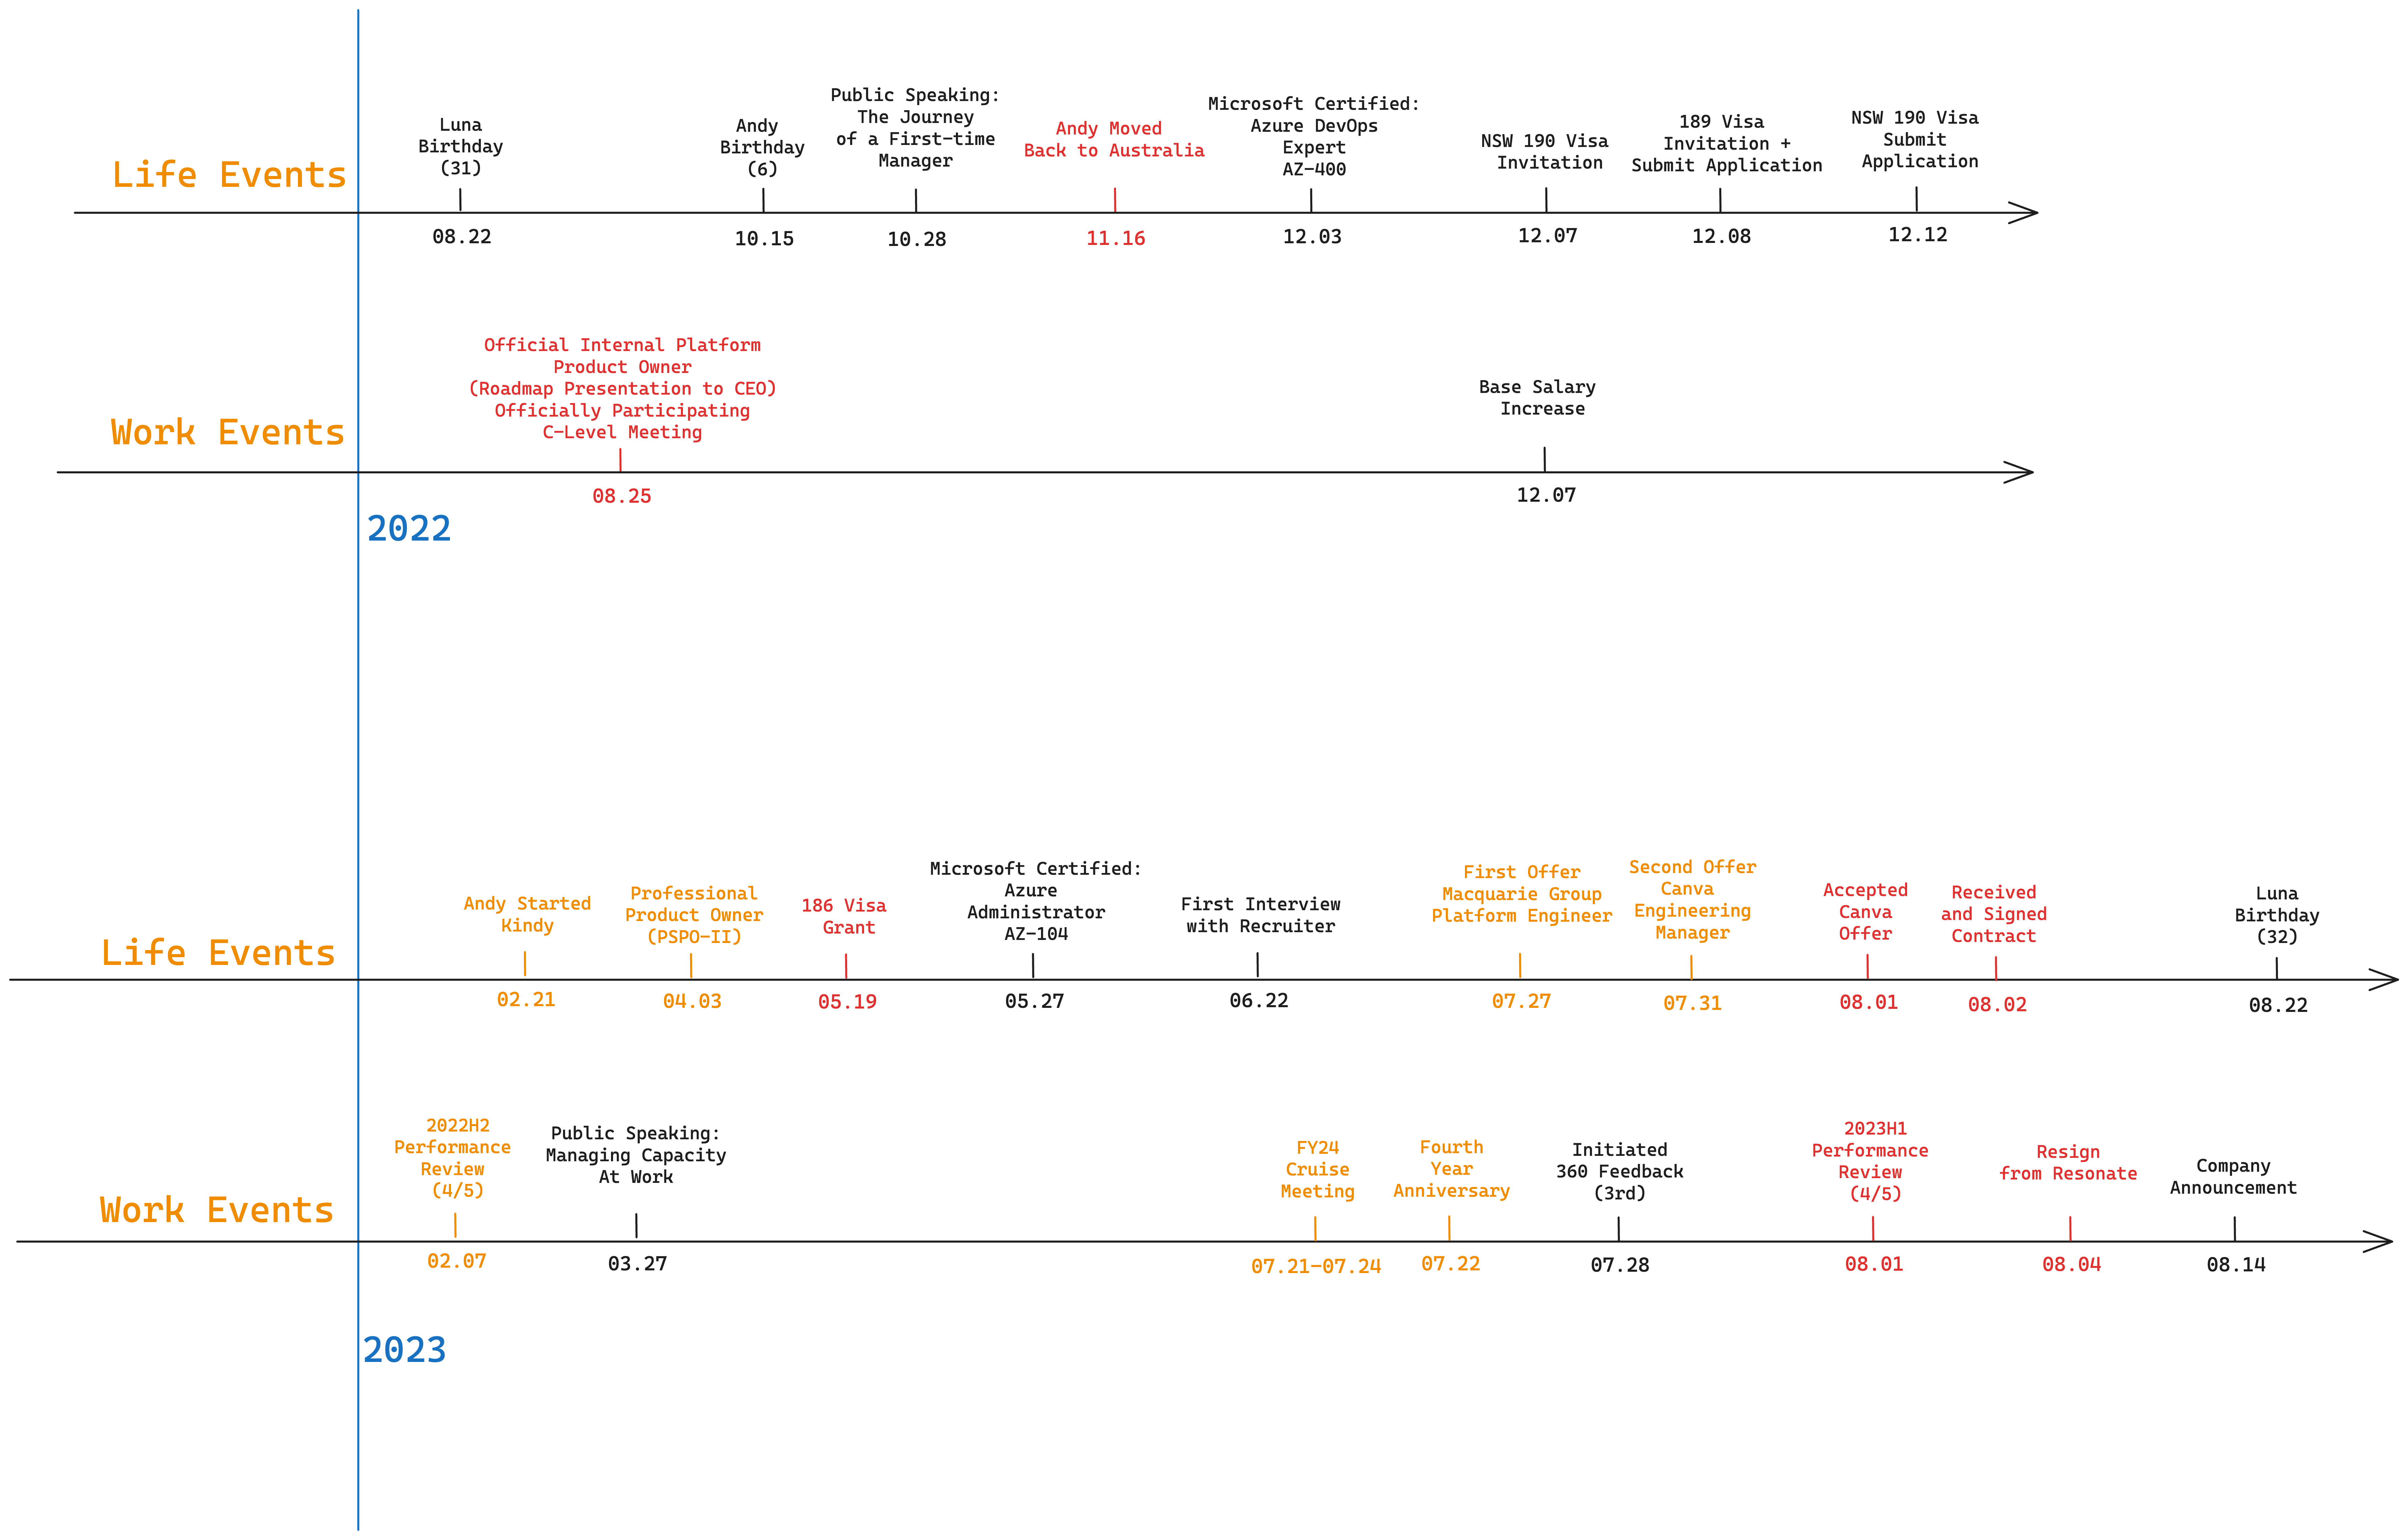 Life Events
Luna
Birthday
(31)
08.22
Andy
Birthday
(6)
10.15
Public Speaking:
The Journey
of a First-time
Manager
10.28
Andy Moved
Back to Australia
11.16
Microsoft Certified:
Azure DevOps
Expert
AZ-400
12.03
NSW 190 Visa
Invitation
12.07
189 Visa
Invitation +
Submit Application
12.08
NSW 190 Visa
Submit
Application
12.12
Work Events
Official Internal Platform
Product Owner
(Roadmap Presentation to CEO)
Officially Participating
C-Level Meeting
08.25
Base Salary
Increase
12.07
2022
Life Events
Andy Started
Kindy
02.21
Professional
Product Owner
(PSPO-II)
04.03
186 Visa
Grant
05.19
Microsoft Certified:
Azure
Administrator
AZ-104
05.27
First Interview
with Recruiter
06.22
First Offer
Macquarie Group
Platform Engineer
07.27
Second Offer
Canva
Engineering
Manager
07.31
Accepted
Canva
Offer
08.01
Received
and Signed
Contract
08.02
Luna
Birthday
(32)
08.22
Work Events
2022H2
Performance
Review
(4/5)
02.07
Public Speaking:
Managing Capacity
At Work
03.27
FY24
Cruise
Meeting
07.21-07.24
Fourth
Year
Anniversary
07.22
Initiated
360 Feedback
(3rd)
07.28
2023H1
Performance
Review
(4/5)
08.01
Resign
from Resonate
08.04
Company
Announcement
08.14
2023